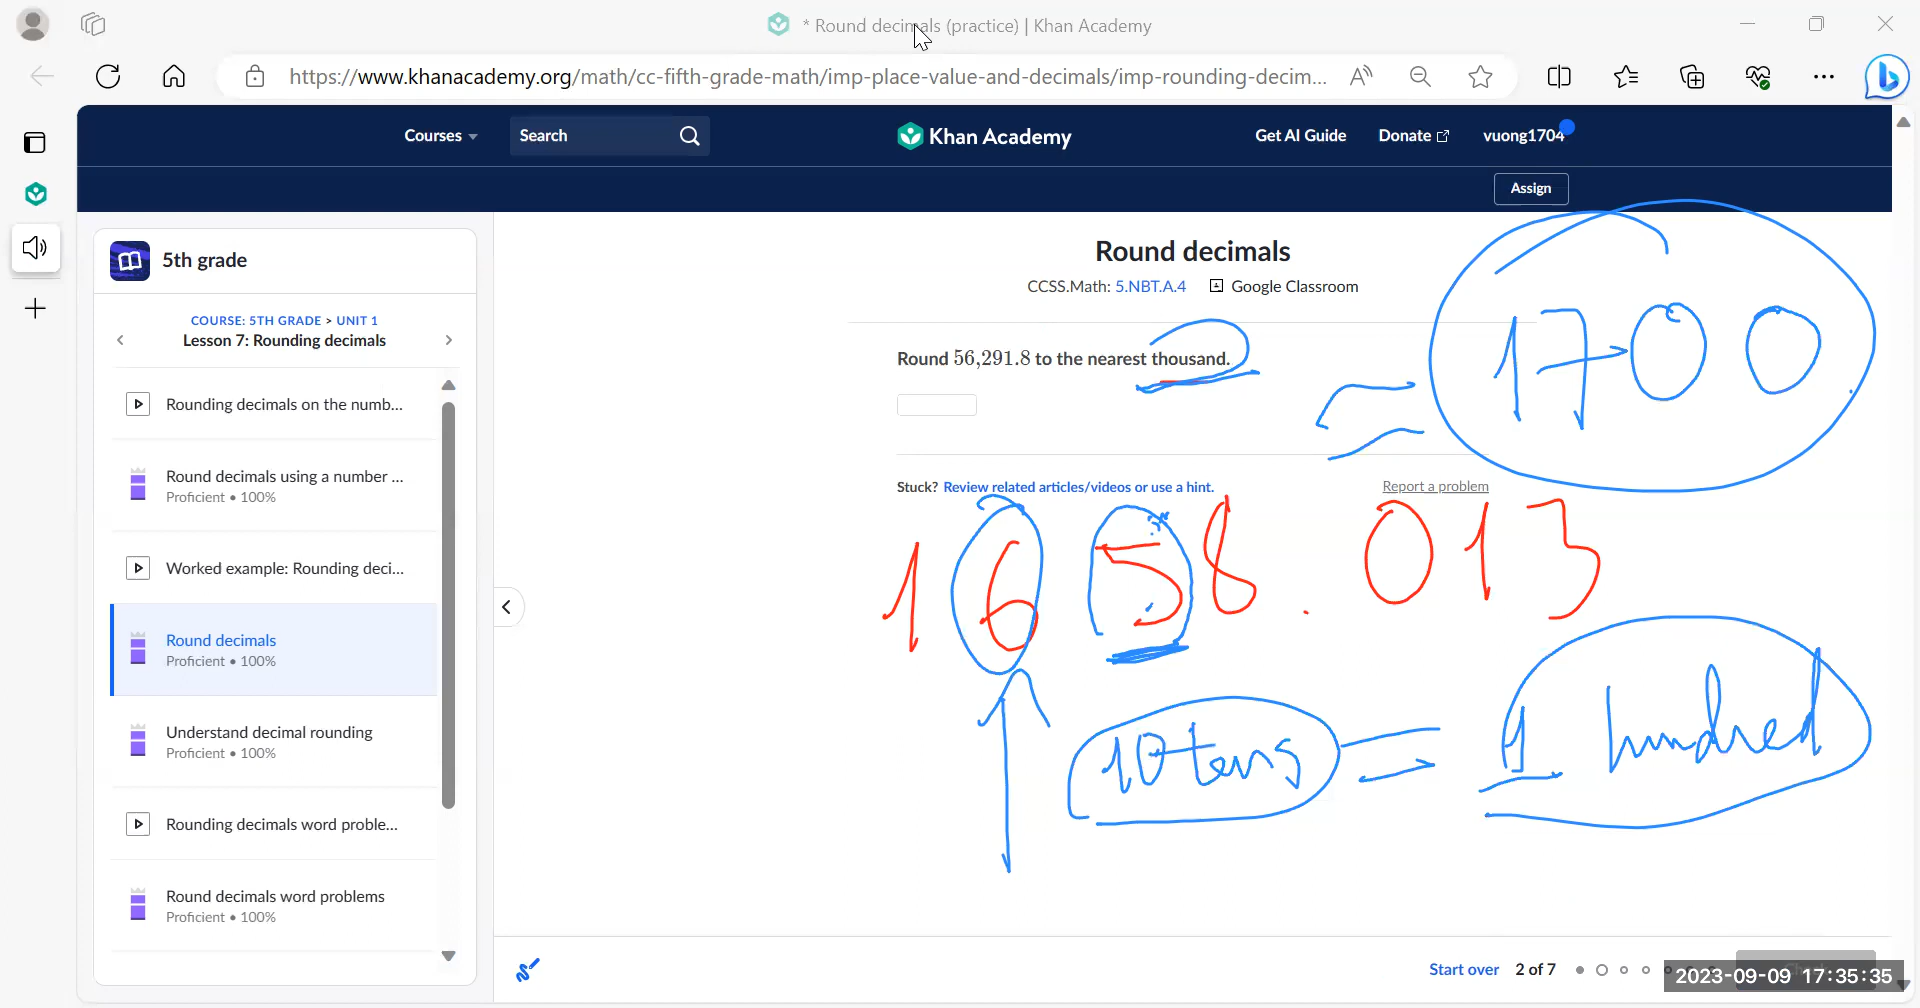 * Round decimals (practice) | Khan Academy
https://www.khanacademy.org/math/cc-fifth-grade-math/imp-place-value-and-decimals/imp-rounding-decim...
Courses
Search
Khan Academy
Get AI Guide
Donate
vuong1704
Assign
5th grade
COURSE: 5TH GRADE > UNIT 1
Lesson 7: Rounding decimals
Rounding decimals on the numb...
Round decimals using a number ...
Proficient • 100%
Worked example: Rounding deci...
Round decimals
Proficient • 100%
Understand decimal rounding
Proficient • 100%
Rounding decimals word proble...
Round decimals word problems
Proficient • 100%
Round decimals
CCSS.Math: 5.NBT.A.4 Google Classroom
1700
Round 56,291.8 to the nearest thousand.
Stuck? Review related articles/videos or use a hint.
Report a problem
1658.013
10 tens = 1 hundred
Start over 2 of 7
2023-09-09 17:35:35